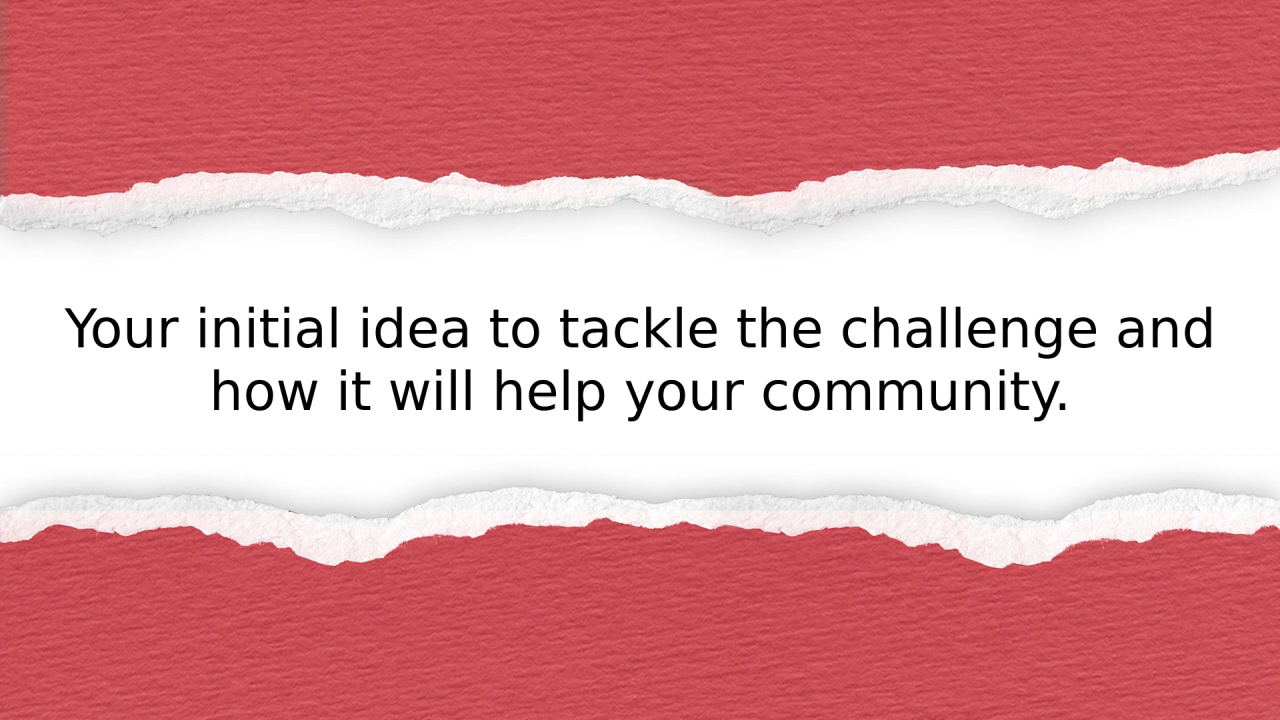 Your initial idea to tackle the challenge and
how it will help your community.